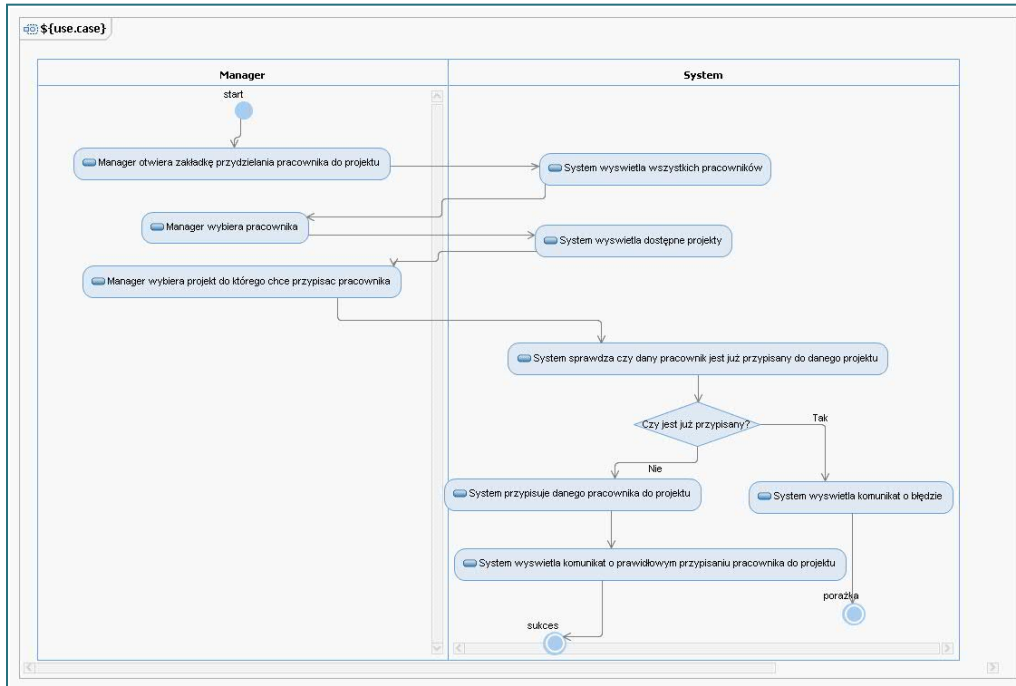 ${use.case}
Manager
System
start
Manager otwiera zakładkę przydzielania pracownika do projektu
System wyswietla wszystkich pracowników
Manager wybiera pracownika
System wyswietla dostępne projekty
Manager wybiera projekt do którego chce przypisac pracownika
System sprawdza czy dany pracownik jest już przypisany do danego projektu
Czy jest już przypisany?
Tak
Nie
System przypisuje danego pracownika do projektu
System wyswietla komunikat o błędzie
System wyswietla komunikat o prawidłowym przypisaniu pracownika do projektu
porażka
sukces